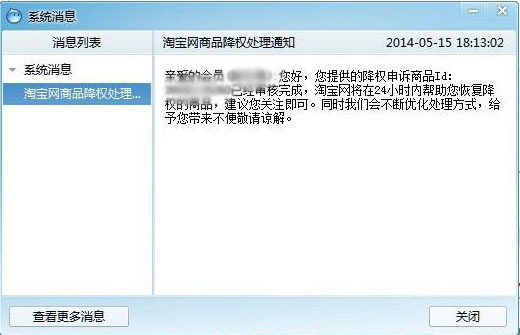 系统消息
消息列表
淘宝网商品降权处理通知
2014-05-15 18:13:02
系统消息
淘宝网商品降权处理...
亲爱的会员 : 您好，您提供的降权申诉商品Id:
已经审核完成，淘宝网将在24小时内帮助您恢复降
权的商品，建议您关注即可。同时我们会不断优化处理方式，给
予您带来不便敬请谅解。
查看更多消息
关闭